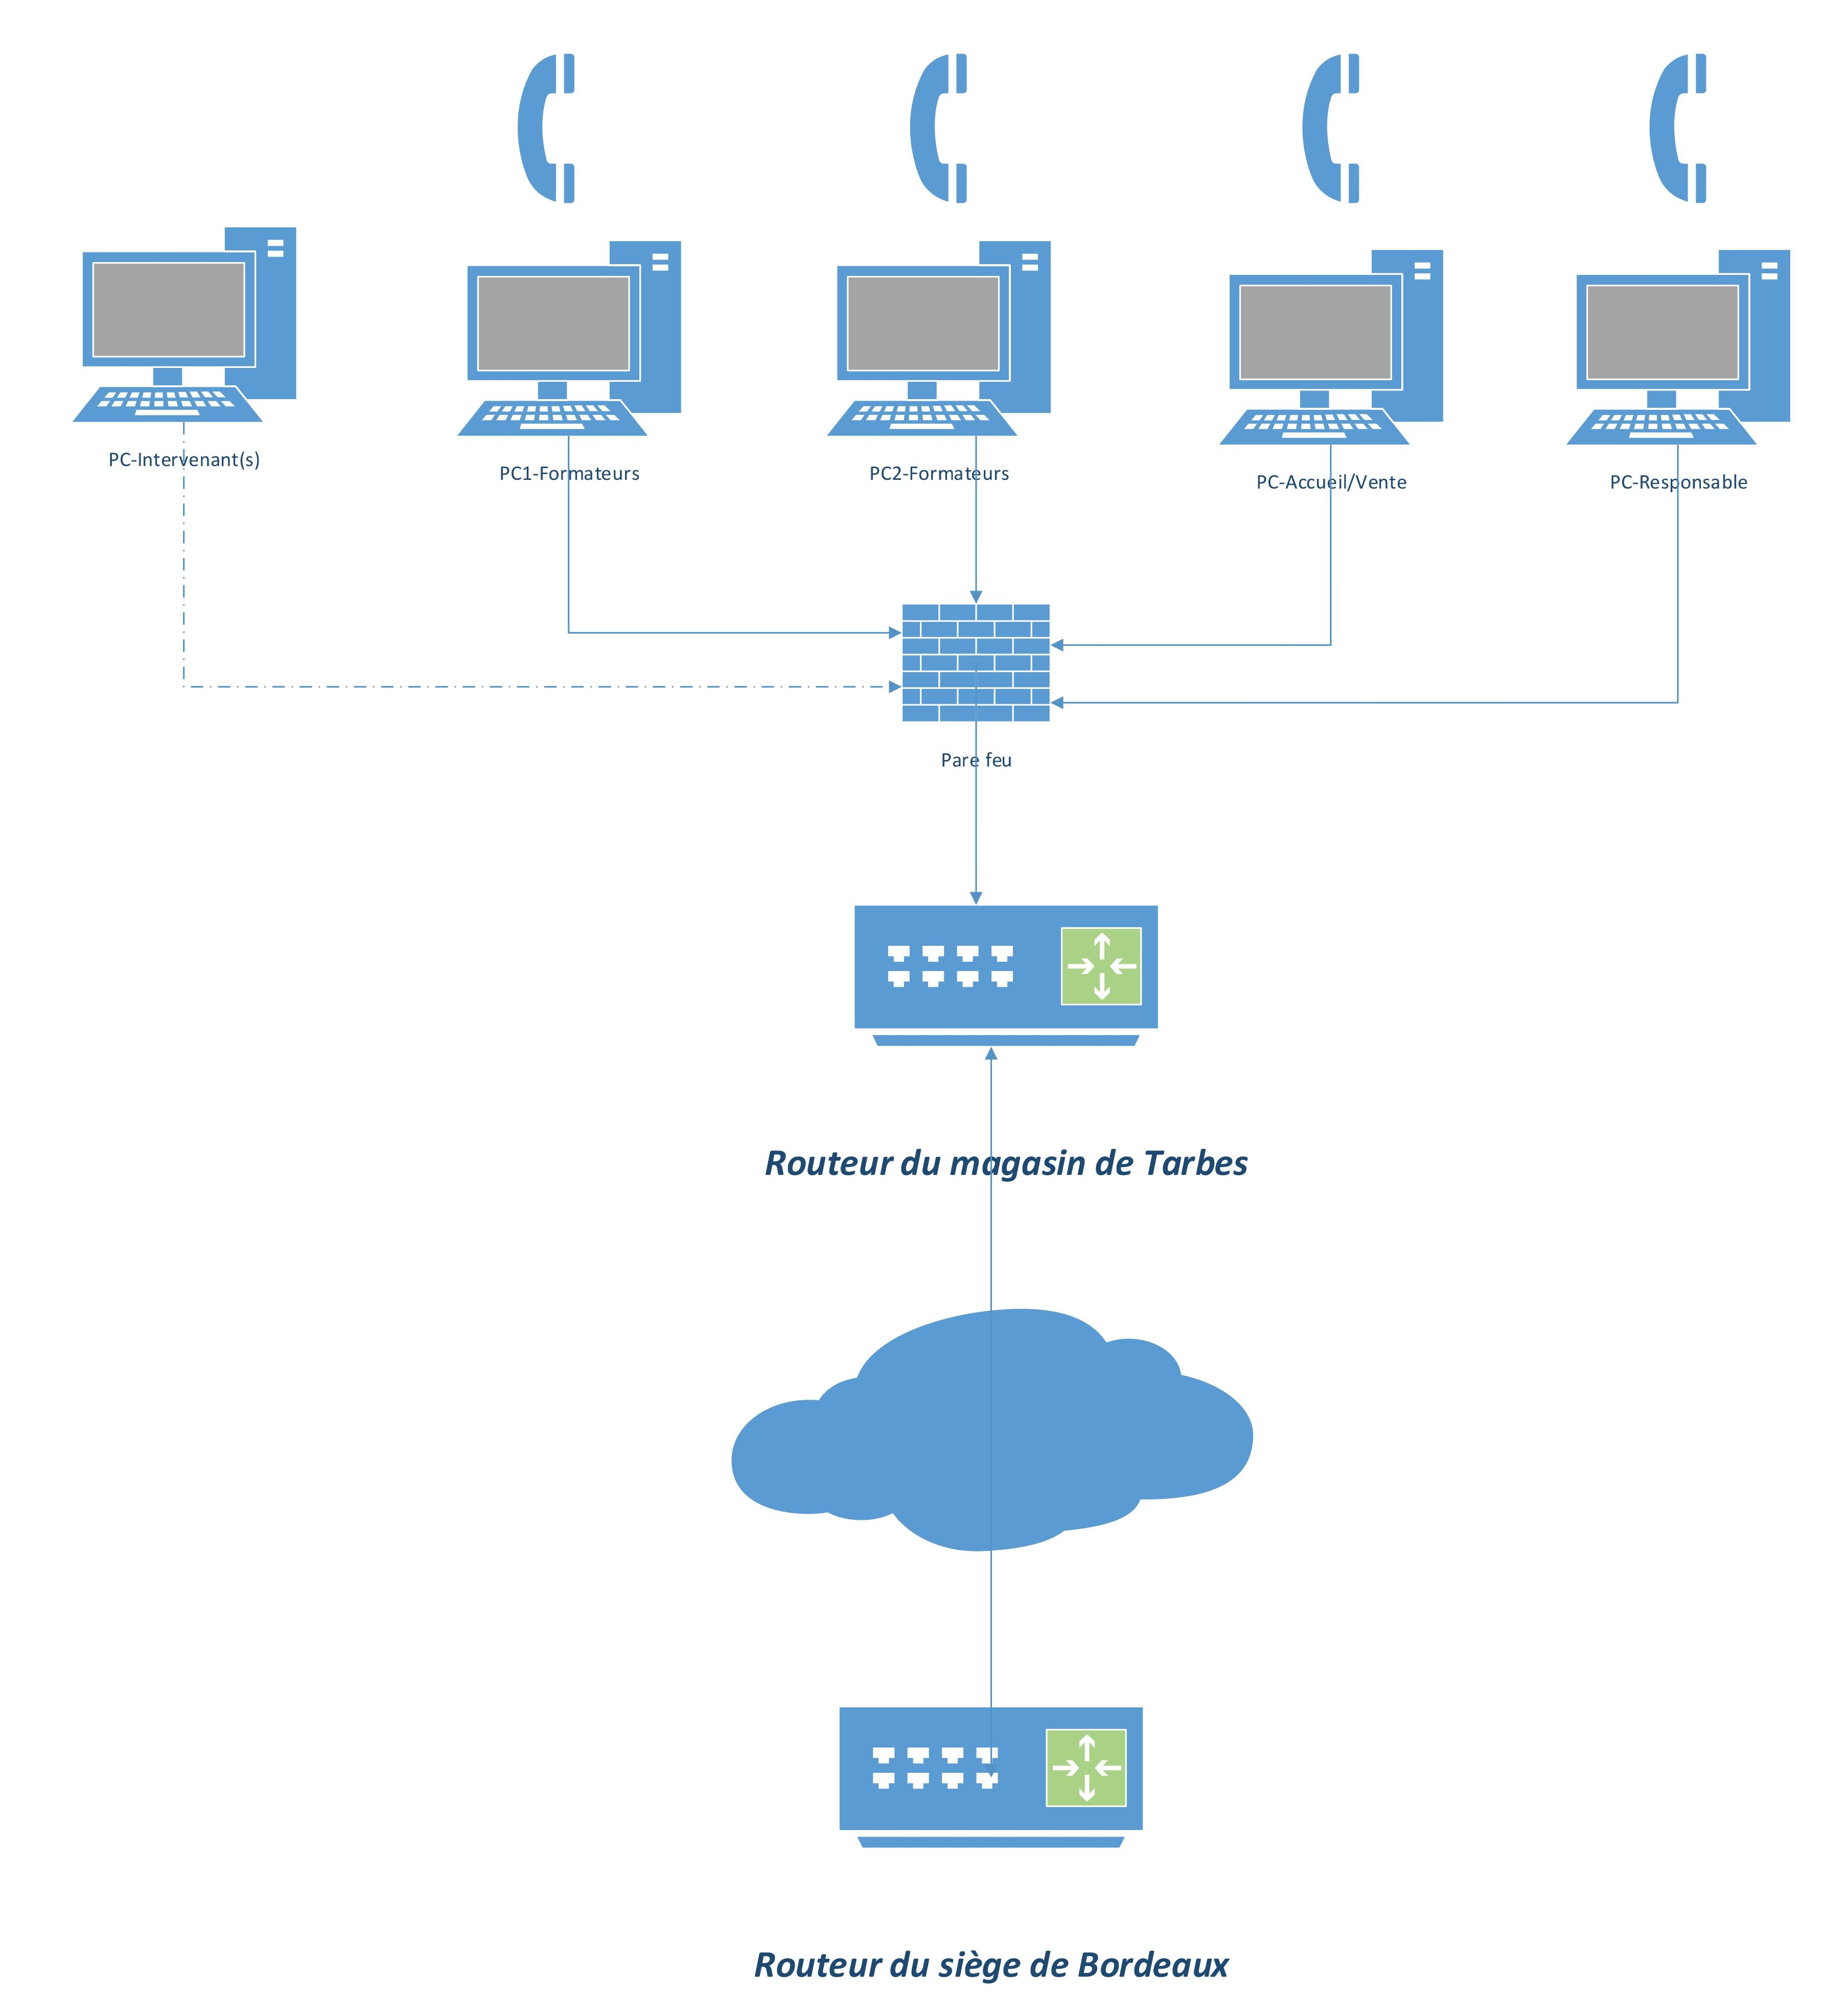 PC-Intervenant(s)
PC1-Formateurs
PC2-Formateurs
PC-Accueil/Vente
PC-Responsable
Pare feu
Routeur du magasin de Tarbes
Routeur du siège de Bordeaux